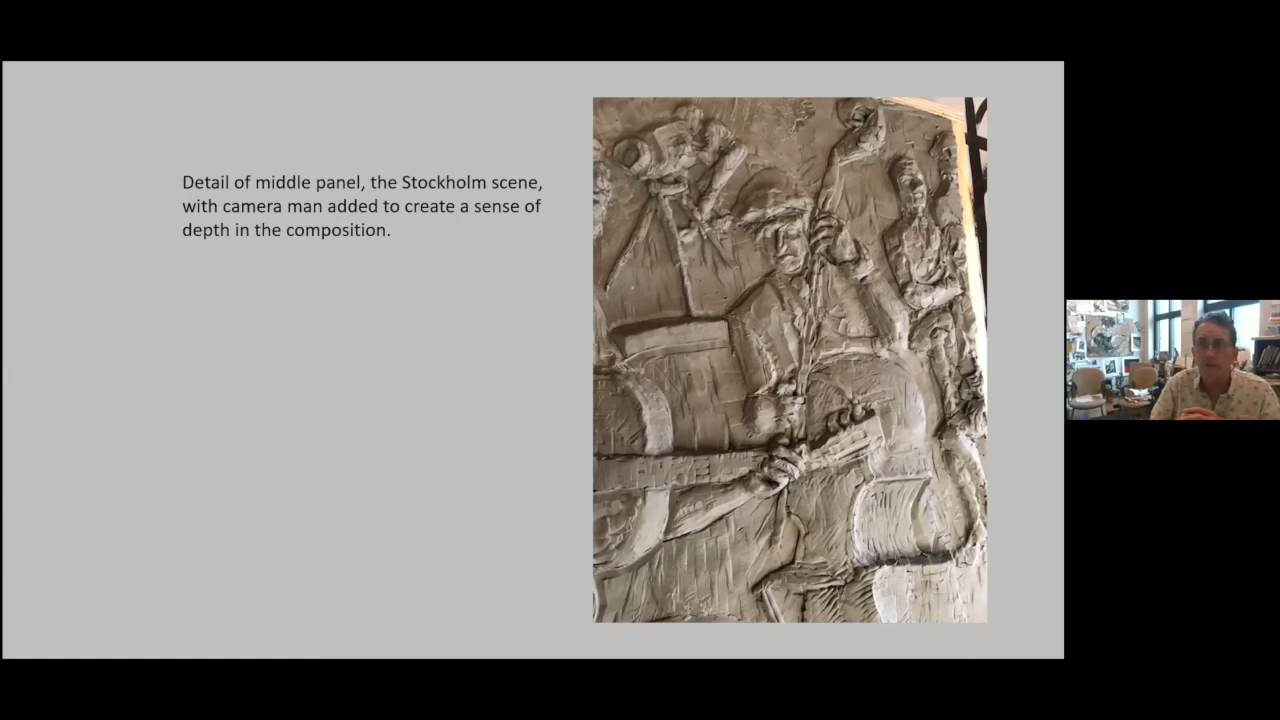 Detail of middle panel, the Stockholm scene,
with camera man added to create a sense of
depth in the composition.